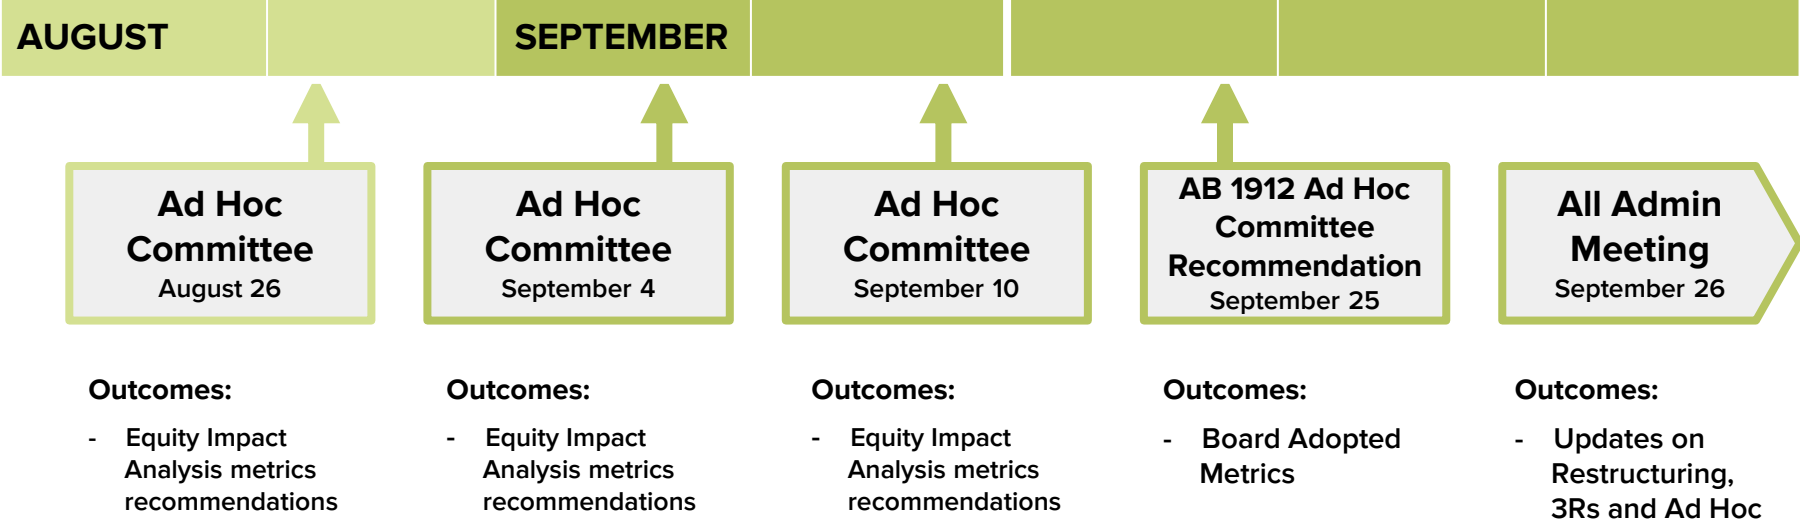 AUGUST
SEPTEMBER
Ad Hoc
Committee
August 26
Ad Hoc
Committee
September 4
Ad Hoc
Committee
September 10
AB 1912 Ad Hoc
Committee
Recommendation
September 25
All Admin
Meeting
September 26
Outcomes:
- Equity Impact
Analysis metrics
recommendations
Outcomes:
- Equity Impact
Analysis metrics
recommendations
Outcomes:
- Equity Impact
Analysis metrics
recommendations
Outcomes:
- Board Adopted
Metrics
Outcomes:
- Updates on
Restructuring,
3Rs and Ad Hoc